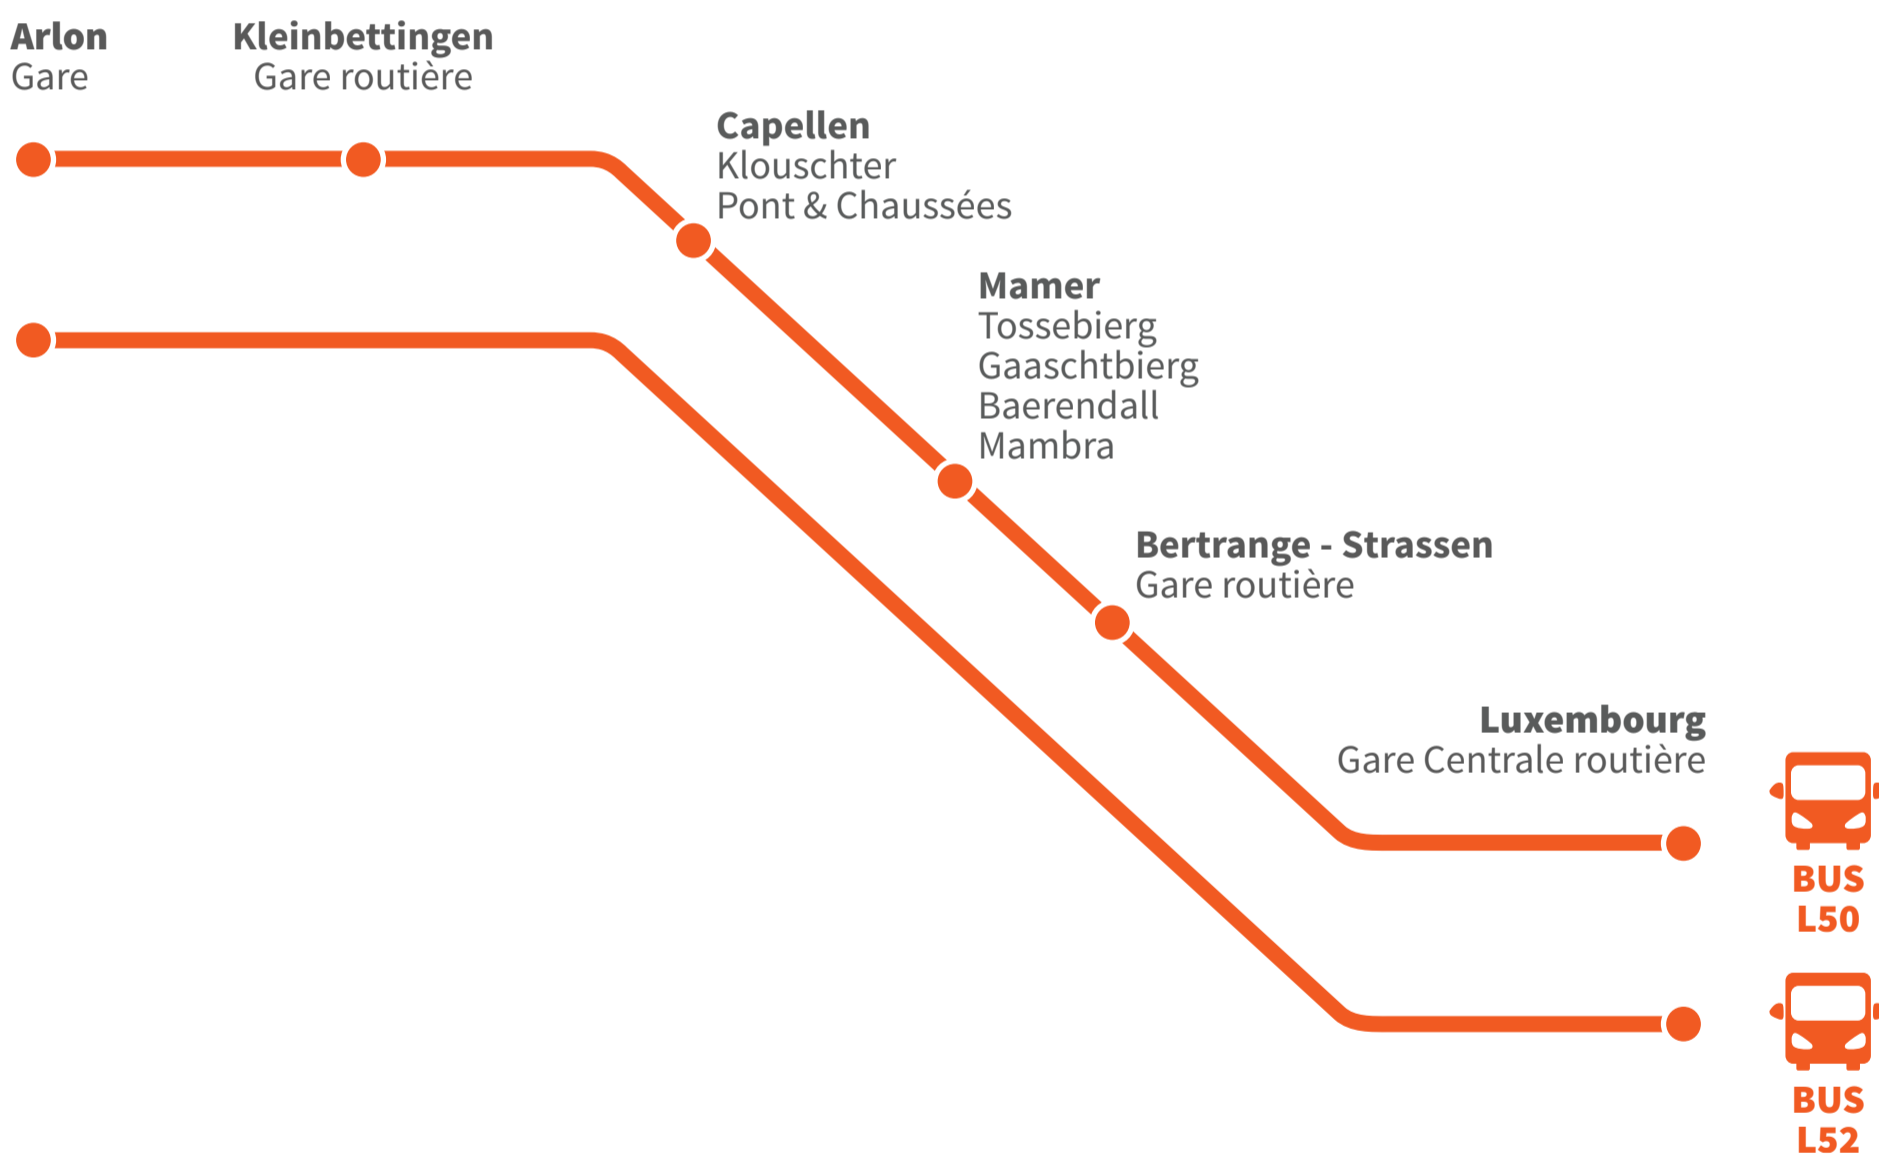 Arlon
Gare
Kleinbettingen
Gare routière
Capellen
Klouschter
Pont & Chaussées
Mamer
Tossebierg
Gaaschtbierg
Baerendall
Mambra
Bertrange - Strassen
Gare routière
Luxembourg
Gare Centrale routière
BUS
L50
BUS
L52